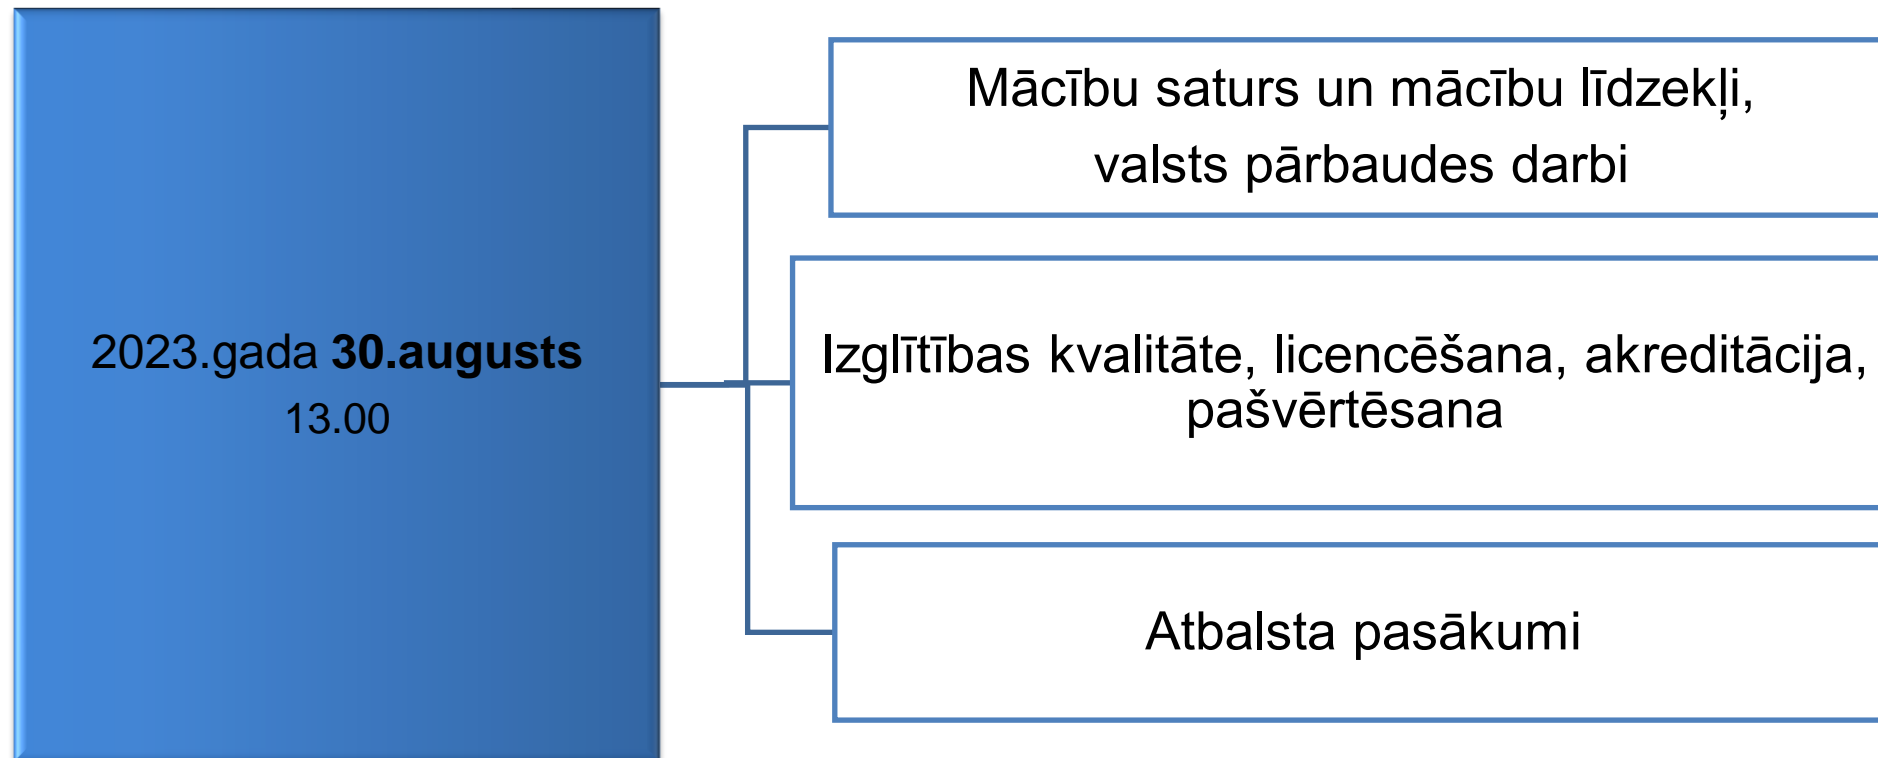 2023.gada 30.augusts
13.00
Mācību saturs un mācību līdzekļi,
valsts pārbaudes darbi
Izglītības kvalitāte, licencēšana, akreditācija,
pašvērtēsana
Atbalsta pasākumi